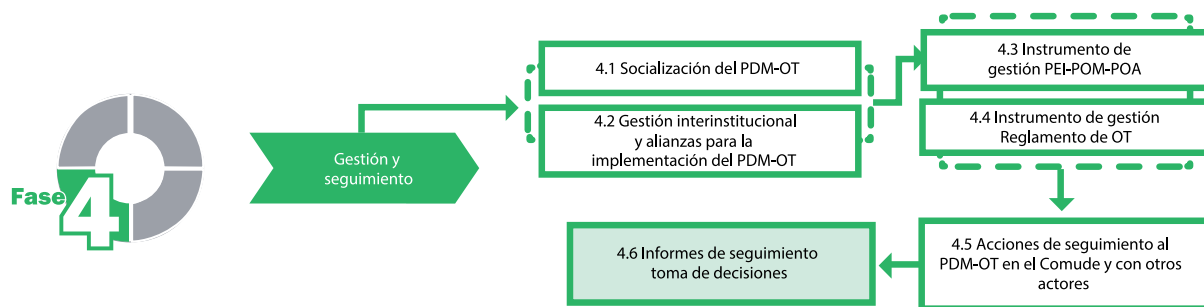 Fase 4
Gestión y
seguimiento
4.1 Socialización del PDM-OT
4.2 Gestión interinstitucional
y alianzas para la
implementación del PDM-OT
4.3 Instrumento de
gestión PEI-POM-POA
4.4 Instrumento de gestión
Reglamento de OT
4.5 Acciones de seguimiento al
PDM-OT en el Comude y con otros
actores
4.6 Informes de seguimiento
toma de decisiones